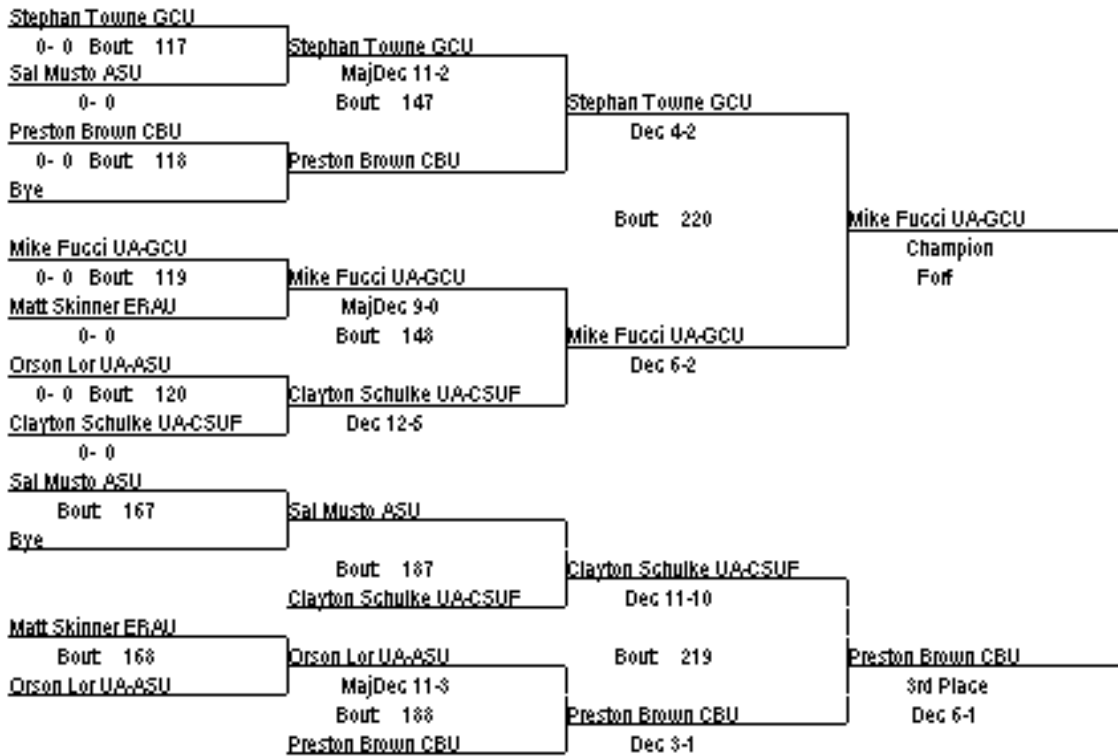 Stephan Towne GCU
0- 0 Bout: 117
Stephan Towne GCU
Sal Musto ASU
MajDec 11-2
0- 0
Bout: 147
Stephan Towne GCU
Preston Brown CBU
Dec 4-2
0- 0 Bout: 118
Preston Brown CBU
Bye
Bout: 220
Mike Fucci UA-GCU
Mike Fucci UA-GCU
Champion
0- 0 Bout: 119
Mike Fucci UA-GCU
Forf
Matt Skinner ERAU
MajDec 9-0
0- 0
Bout: 148
Mike Fucci UA-GCU
Orson Lor UA-ASU
Dec 6-2
0- 0 Bout: 120
Clayton Schulke UA-CSUF
Clayton Schulke UA-CSUF
Dec 12-5
0- 0
Sal Musto ASU
Bout: 167
Sal Musto ASU
Bye
Bout: 187
Clayton Schulke UA-CSUF
Clayton Schulke UA-CSUF
Dec 11-10
Matt Skinner ERAU
Bout: 168
Orson Lor UA-ASU
Bout: 219
Preston Brown CBU
Orson Lor UA-ASU
MajDec 11-3
3rd Place
Bout: 188
Preston Brown CBU
Dec 6-1
Preston Brown CBU
Dec 3-1